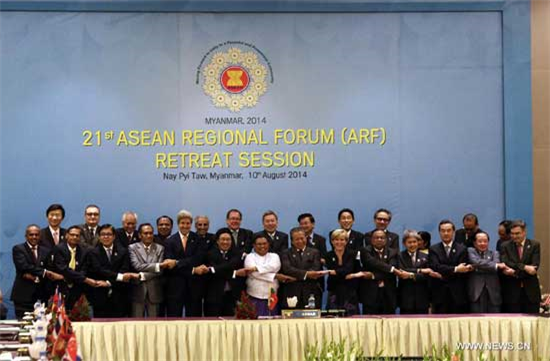 MYANMAR, 2014
21st ASEAN REGIONAL FORUM (ARF)
RETREAT SESSION
Nay Pyi Taw, Myanmar, 10th August 2014
WWW.NEWS.CN